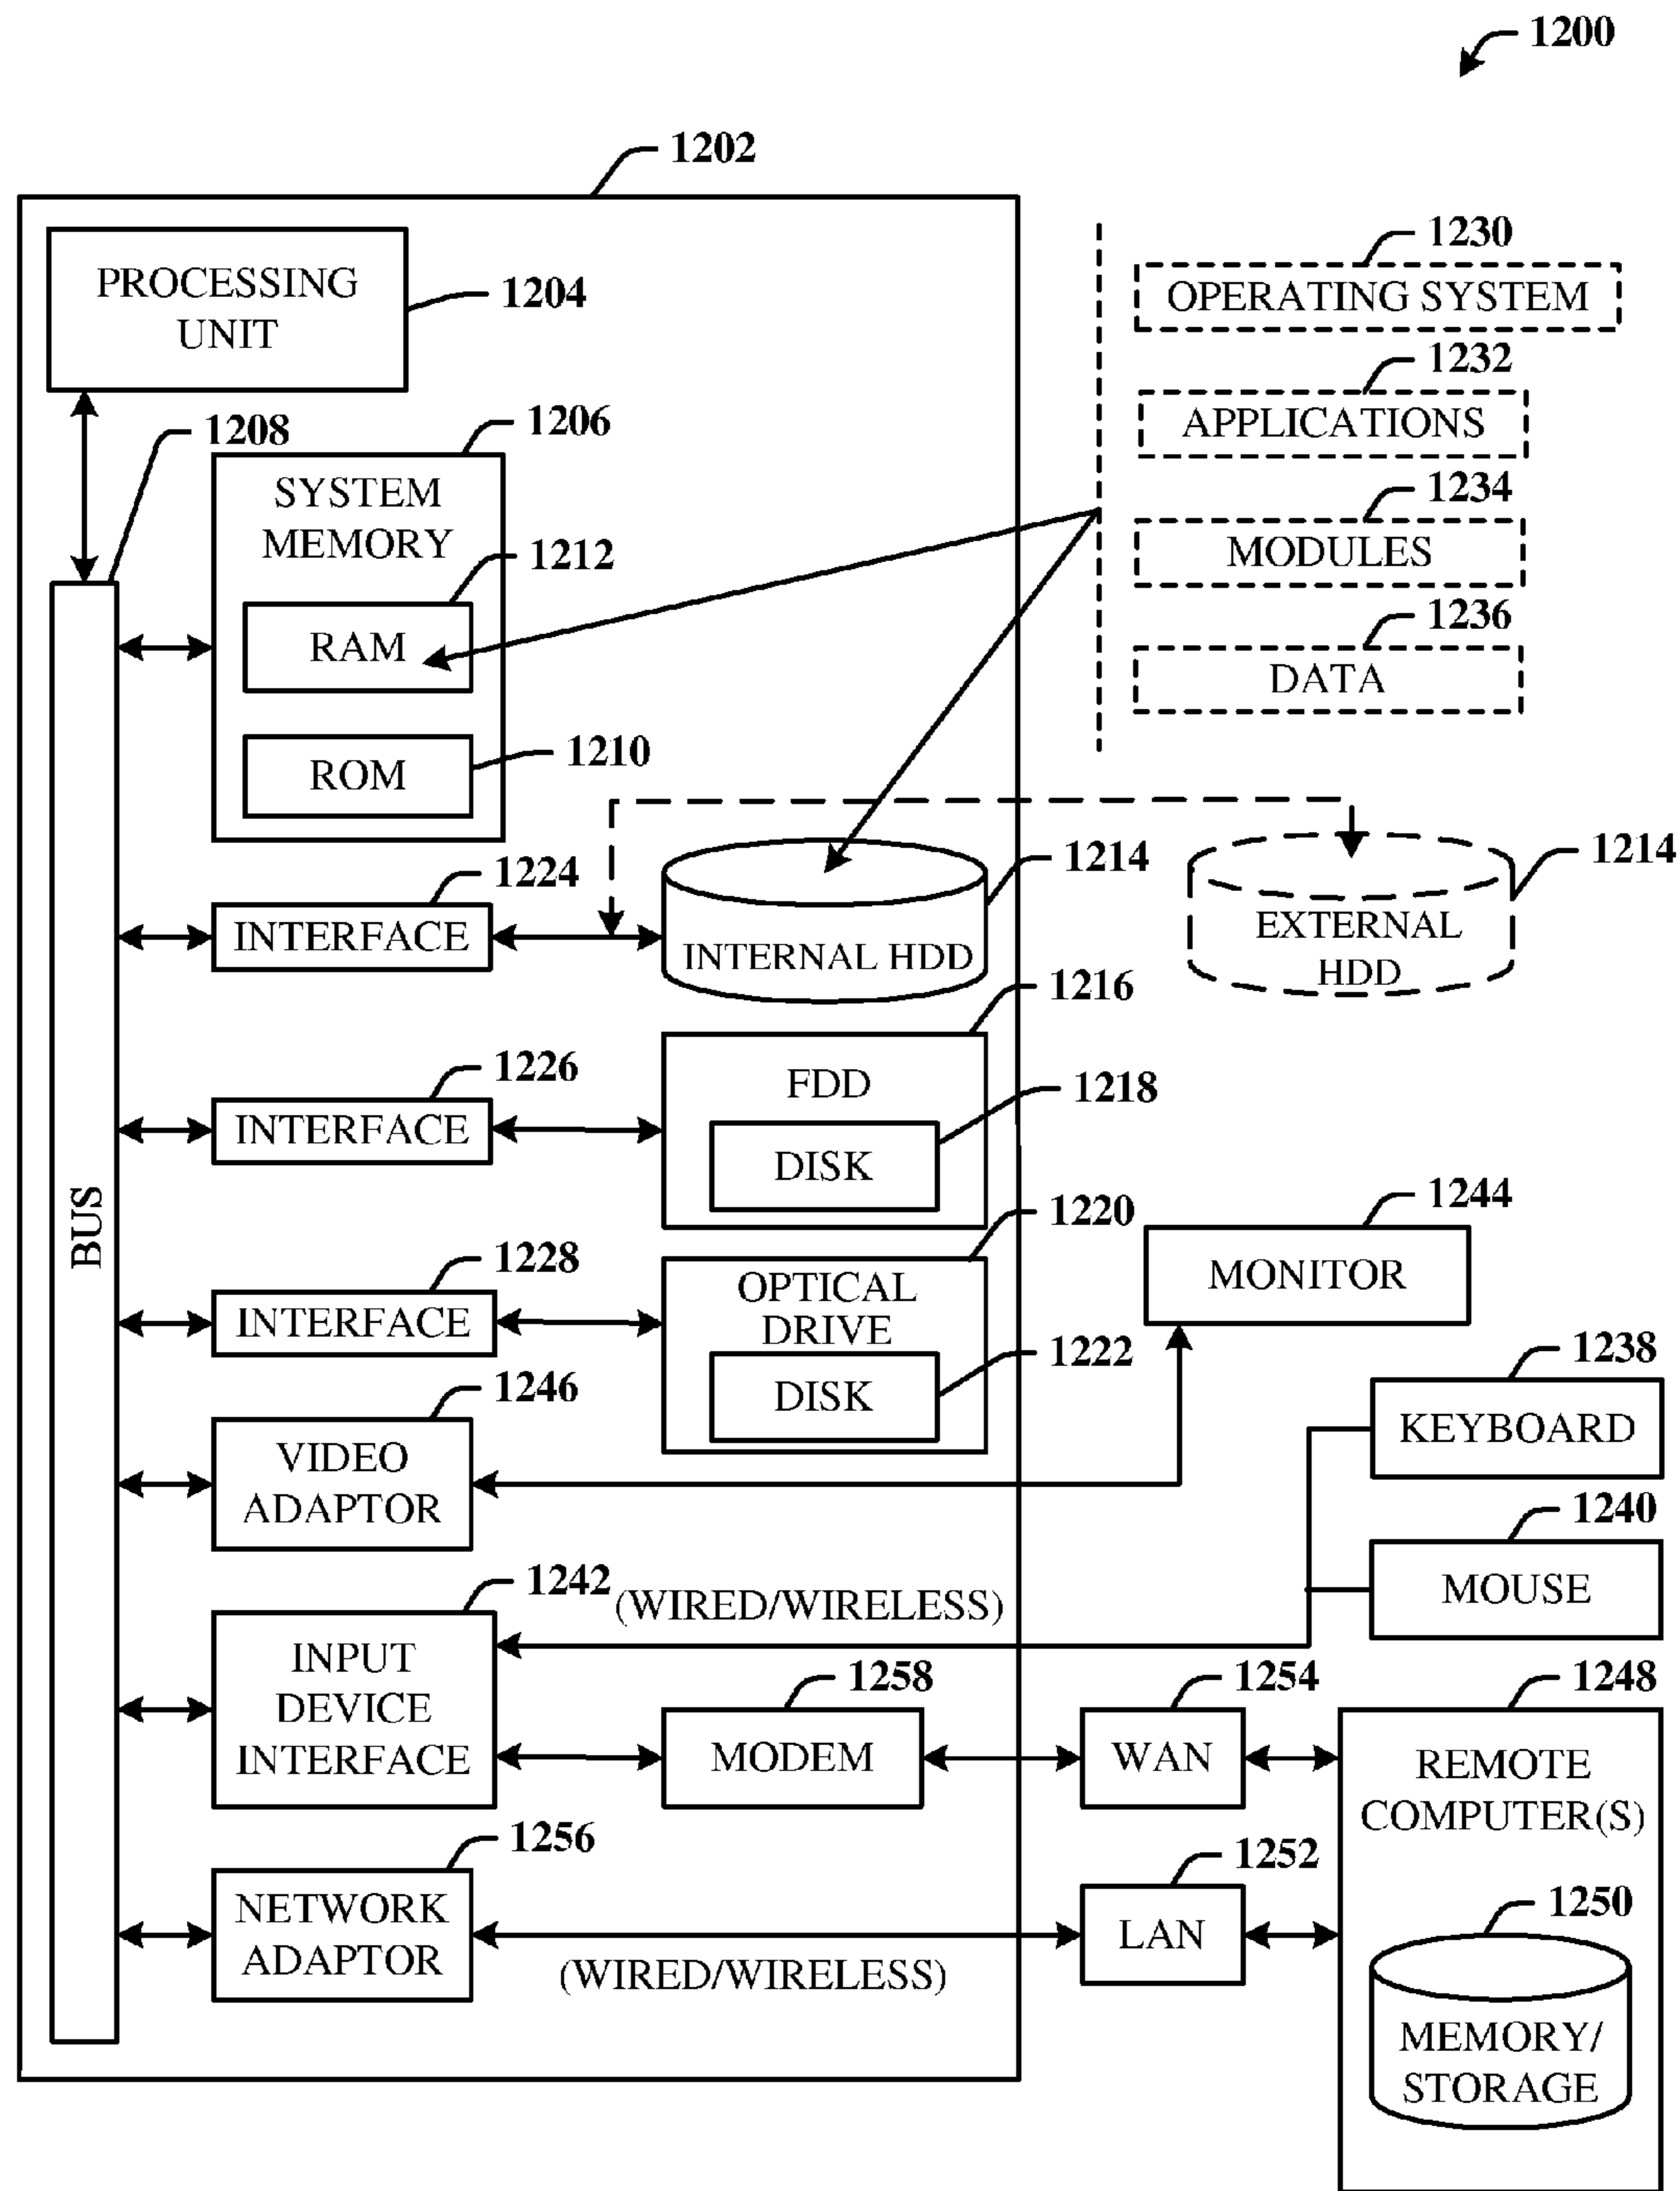 1200
1202
PROCESSING
UNIT
1204
1230
OPERATING SYSTEM
1232
APPLICATIONS
1234
MODULES
1236
DATA
1208
1206
SYSTEM
MEMORY
1212
RAM
1210
ROM
1224
INTERFACE
1214
INTERNAL HDD
1214
EXTERNAL
HDD
1216
FDD
1226
INTERFACE
1218
DISK
BUS
1220
OPTICAL
DRIVE
1228
INTERFACE
1222
DISK
1244
MONITOR
1246
VIDEO
ADAPTOR
1238
KEYBOARD
1240
MOUSE
1242
(WIRED/WIRELESS)
INPUT
DEVICE
INTERFACE
1258
MODEM
1254
WAN
1248
REMOTE
COMPUTER(S)
1256
NETWORK
ADAPTOR
(WIRED/WIRELESS)
1252
LAN
1250
MEMORY/
STORAGE